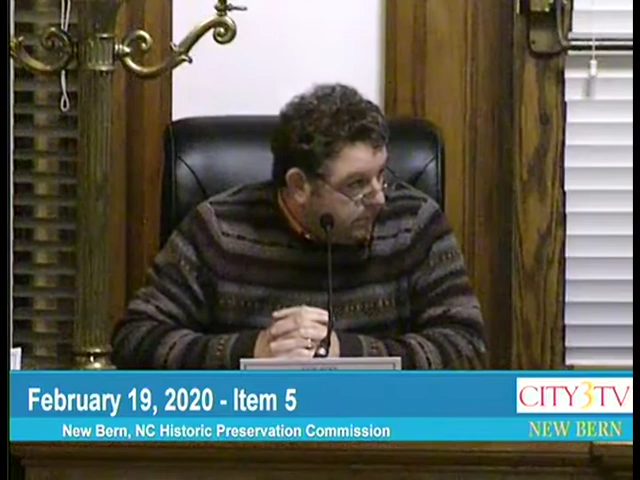 February 19, 2020 - Item 5
New Bern, NC Historic Preservation Commission
CITY3TV
NEW BERN